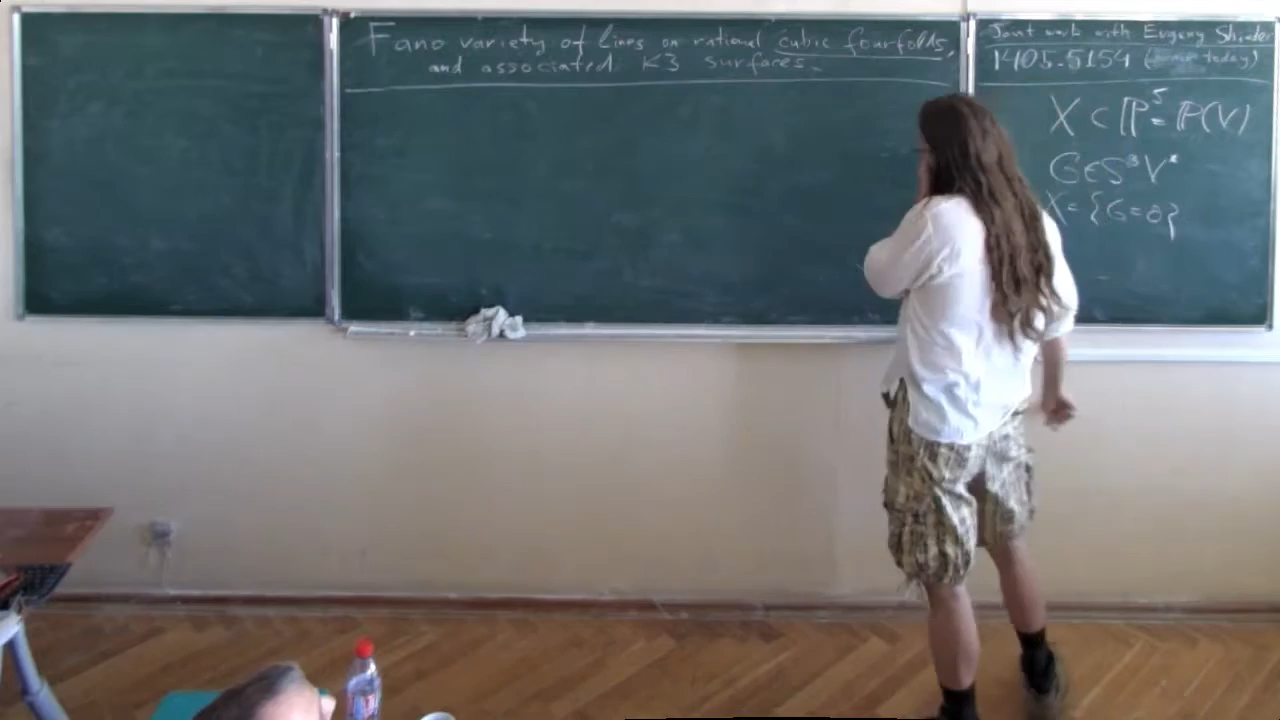 Fano variety of lines on rational cubic fourfolds,
and associated K3 surfaces.
Joint work with Evgeny Shinder
1405.5154 (today)
X ⊂ ℙ⁵ = ℙ(V)
G ∈ S³V*
X = {G=0}